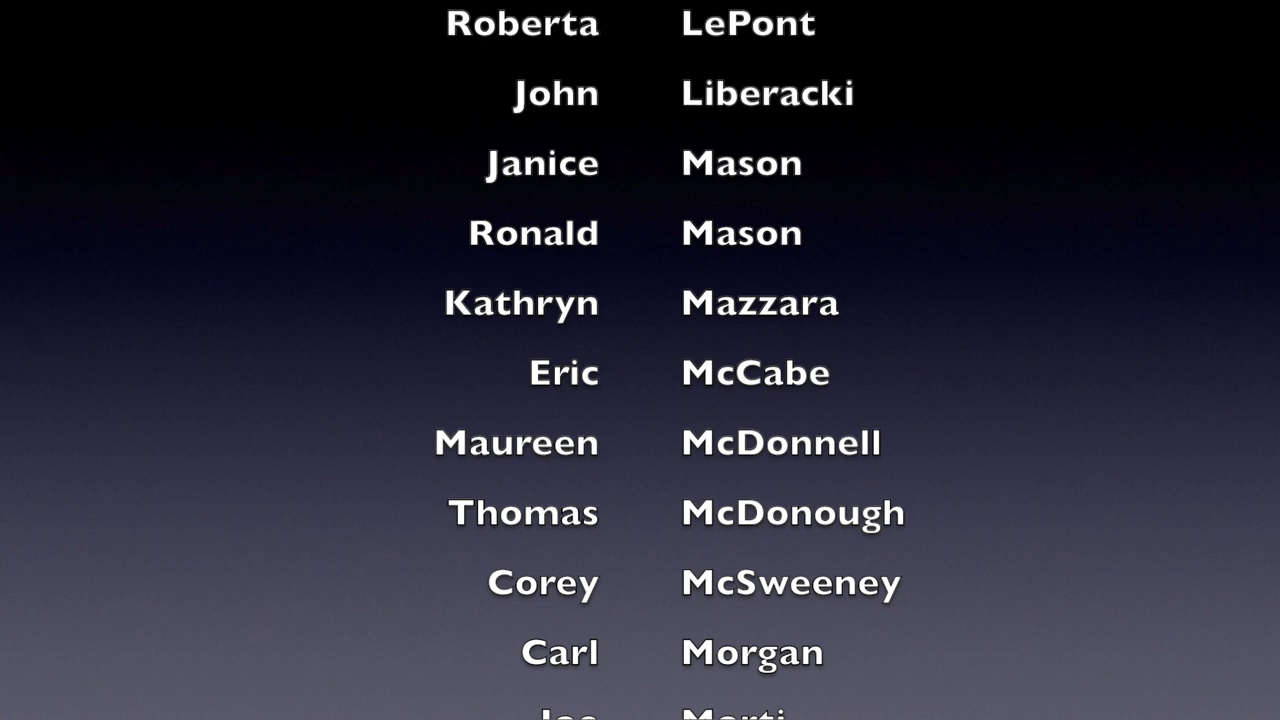 Roberta LePont
John Liberacki
Janice Mason
Ronald Mason
Kathryn Mazzara
Eric McCabe
Maureen McDonnell
Thomas McDonough
Corey McSweeney
Carl Morgan